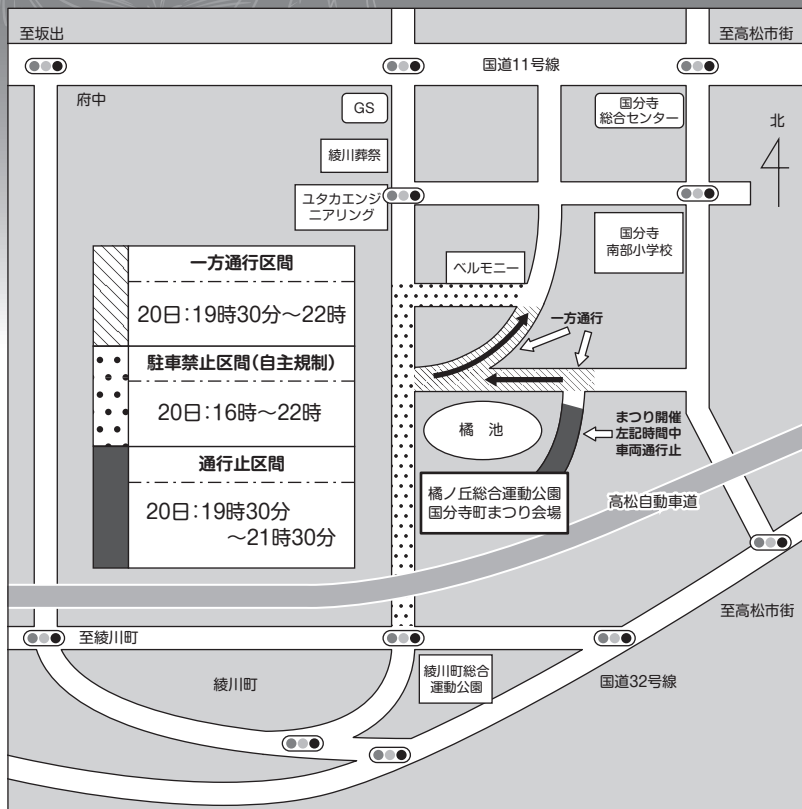 至坂出
至高松市街
国道11号線
府中
GS
国分寺
総合センター
北
綾川葬祭
ユタカエンジ
ニアリング
国分寺
南部小学校
ベルモニー
一方通行区間
20日:19時30分～22時
一方通行
駐車禁止区間(自主規制)
20日:16時～22時
橘 池
まつり開催
左記時間中
車両通行止
通行止区間
20日:19時30分
～21時30分
橘ノ丘総合運動公園
国分寺町まつり会場
高松自動車道
至高松市街
至綾川町
綾川町
綾川町総合
運動公園
国道32号線